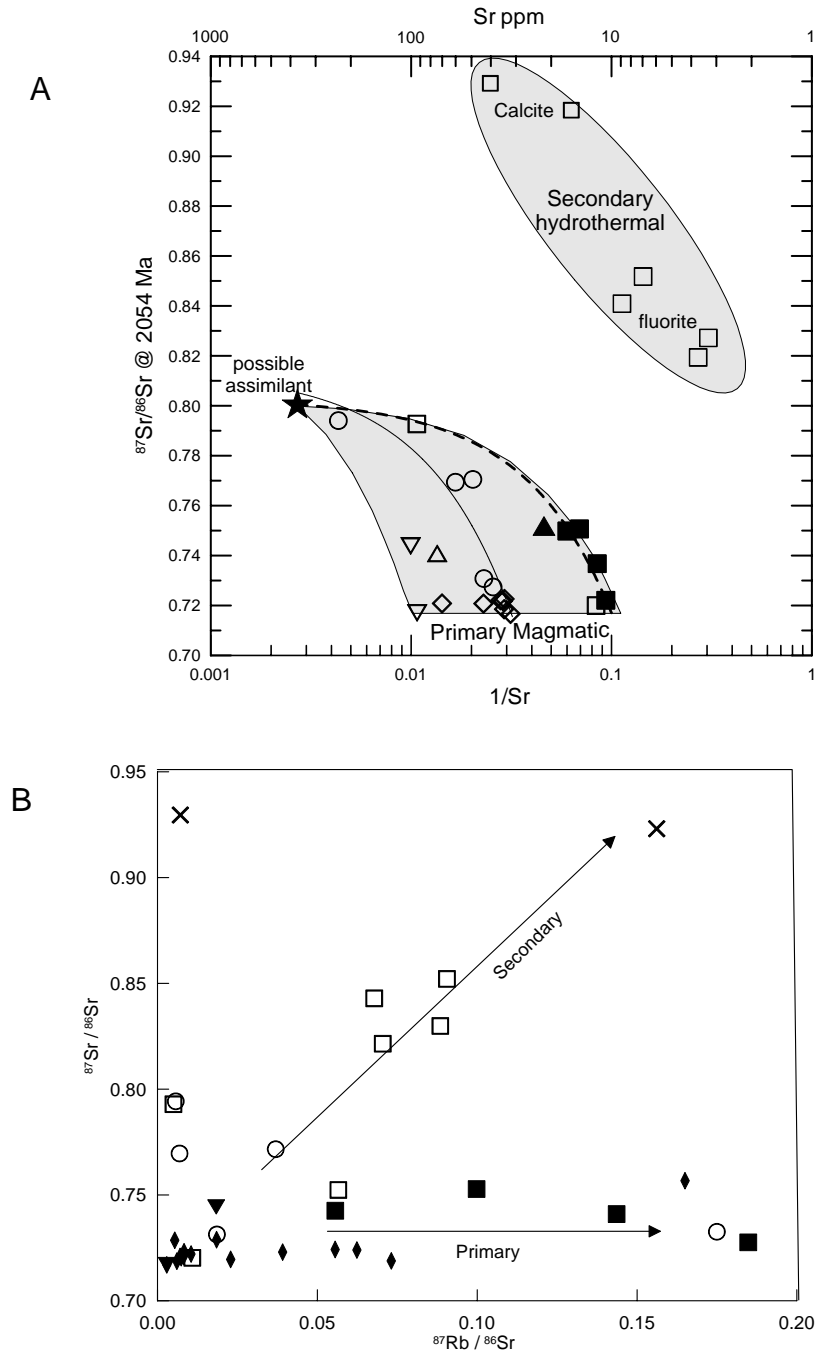 A
Sr ppm
1000 100 10 1
0.94
0.92
0.90
0.88
0.86
0.84
0.82
0.80
0.78
0.76
0.74
0.72
0.70
⁸⁷Sr/⁸⁶Sr @ 2054 Ma
Calcite
Secondary
hydrothermal
fluorite
possible
assimilant
Primary Magmatic
0.001 0.01 0.1 1
1/Sr
B
0.95
0.90
0.85
0.80
0.75
0.70
⁸⁷Sr / ⁸⁶Sr
Secondary
Primary
0.00 0.05 0.10 0.15 0.20
⁸⁷Rb / ⁸⁶Sr